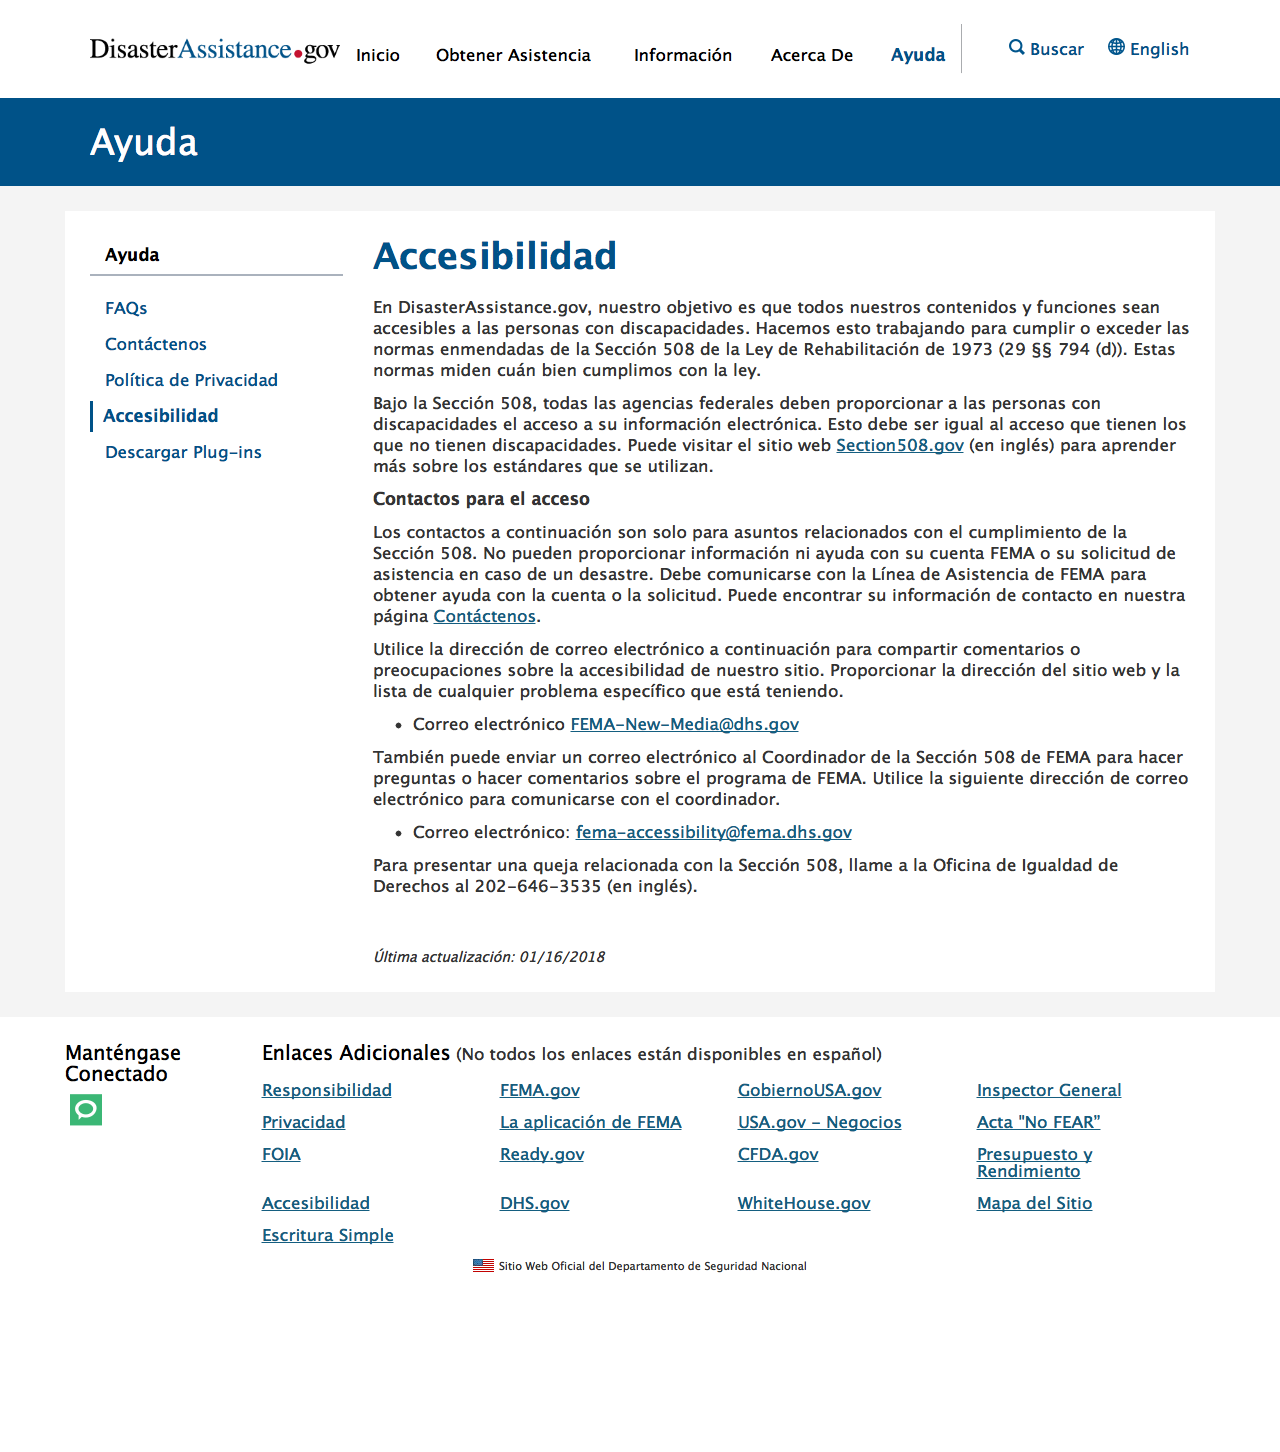 DisasterAssistance.gov
Inicio
Obtener Asistencia
Información
Acerca De
Ayuda
Buscar
English
Ayuda
Ayuda
FAQs
Contáctenos
Política de Privacidad
Accesibilidad
Descargar Plug-ins
Accesibilidad
En DisasterAssistance.gov, nuestro objetivo es que todos nuestros contenidos y funciones sean
accesibles a las personas con discapacidades. Hacemos esto trabajando para cumplir o exceder las
normas enmendadas de la Sección 508 de la Ley de Rehabilitación de 1973 (29 §§ 794 (d)). Estas
normas miden cuán bien cumplimos con la ley.
Bajo la Sección 508, todas las agencias federales deben proporcionar a las personas con
discapacidades el acceso a su información electrónica. Esto debe ser igual al acceso que tienen los
que no tienen discapacidades. Puede visitar el sitio web Section508.gov (en inglés) para aprender
más sobre los estándares que se utilizan.
Contactos para el acceso
Los contactos a continuación son solo para asuntos relacionados con el cumplimiento de la
Sección 508. No pueden proporcionar información ni ayuda con su cuenta FEMA o su solicitud de
asistencia en caso de un desastre. Debe comunicarse con la Línea de Asistencia de FEMA para
obtener ayuda con la cuenta o la solicitud. Puede encontrar su información de contacto en nuestra
página Contáctenos.
Utilice la dirección de correo electrónico a continuación para compartir comentarios o
preocupaciones sobre la accesibilidad de nuestro sitio. Proporcionar la dirección del sitio web y la
lista de cualquier problema específico que está teniendo.
• Correo electrónico FEMA-New-Media@dhs.gov
También puede enviar un correo electrónico al Coordinador de la Sección 508 de FEMA para hacer
preguntas o hacer comentarios sobre el programa de FEMA. Utilice la siguiente dirección de correo
electrónico para comunicarse con el coordinador.
• Correo electrónico: fema-accessibility@fema.dhs.gov
Para presentar una queja relacionada con la Sección 508, llame a la Oficina de Igualdad de
Derechos al 202-646-3535 (en inglés).
Última actualización: 01/16/2018
Manténgase
Conectado
Enlaces Adicionales (No todos los enlaces están disponibles en español)
Responsibilidad
FEMA.gov
GobiernoUSA.gov
Inspector General
Privacidad
La aplicación de FEMA
USA.gov - Negocios
Acta "No FEAR”
FOIA
Ready.gov
CFDA.gov
Presupuesto y
Rendimiento
Accesibilidad
DHS.gov
WhiteHouse.gov
Mapa del Sitio
Escritura Simple
Sitio Web Oficial del Departamento de Seguridad Nacional